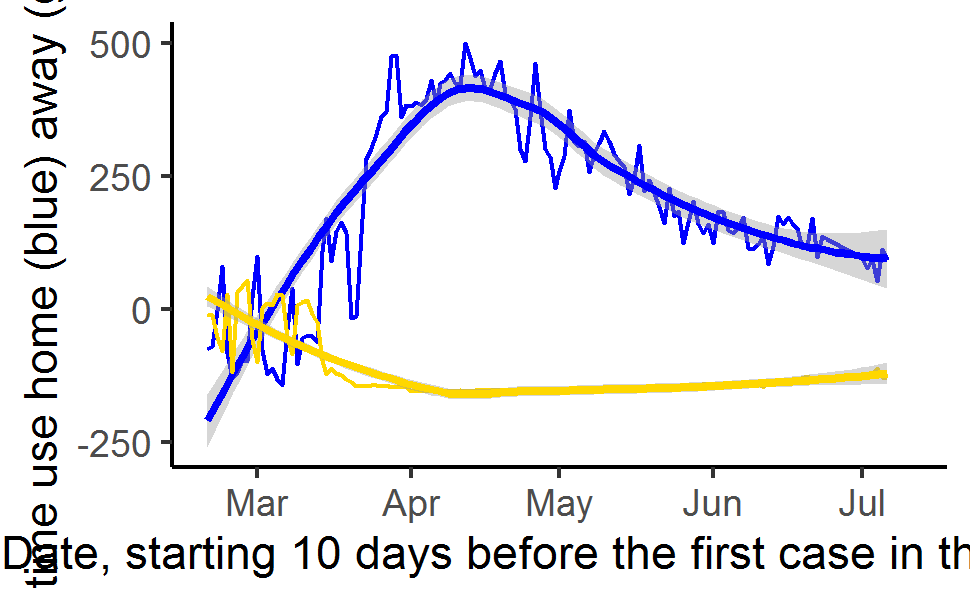 time use home (blue) away (
500
250
0
-250
Mar Apr May Jun Jul
Date, starting 10 days before the first case in th